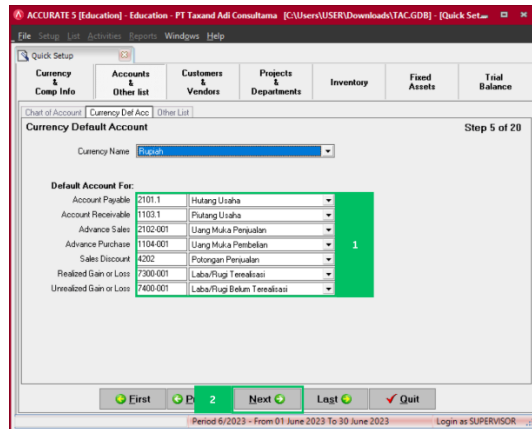 ACCURATE 5 [Education] - Education - PT Taxand Adi Consultama [C:\Users\USER\Downloads\TAC.GDB] - [Quick Set
File Setup List Activities Reports Windows Help
Quick Setup
Currency & Comp Info
Accounts & Other list
Customers & Vendors
Projects & Departments
Inventory
Fixed Assets
Trial Balance
Chart of Account Currency Def Acc Other List
Currency Default Account Step 5 of 20
Currency Name Rupiah
Default Account For:
Account Payable 2101.1 Hutang Usaha
Account Receivable 1103.1 Piutang Usaha
Advance Sales 2102-001 Uang Muka Penjualan
Advance Purchase 1104-001 Uang Muka Pembelian 1
Sales Discount 4202 Potongan Penjualan
Realized Gain or Loss 7300-001 Laba/Rugi Terealisasi
Unrealized Gain or Loss 7400-001 Laba/Rugi Belum Terealisasi
First P 2 Next Last Quit
Period 6/2023 - From 01 June 2023 To 30 June 2023 Login as SUPERVISOR